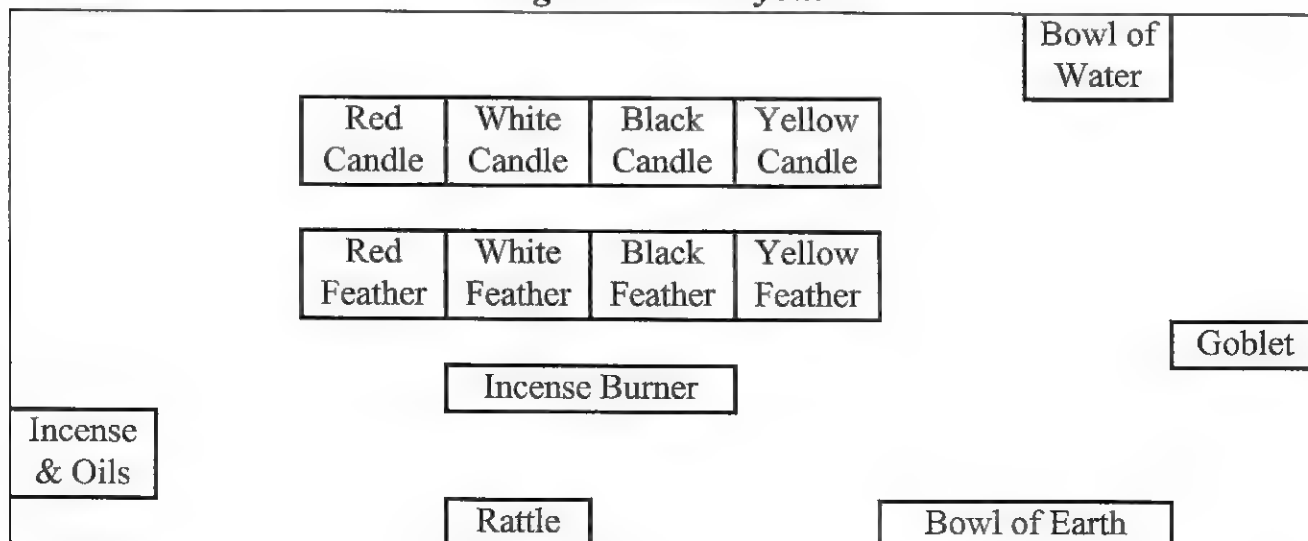 Bowl of
Water
Red White Black Yellow
Candle Candle Candle Candle
Red White Black Yellow
Feather Feather Feather Feather
Goblet
Incense Burner
Incense
& Oils
Rattle Bowl of Earth